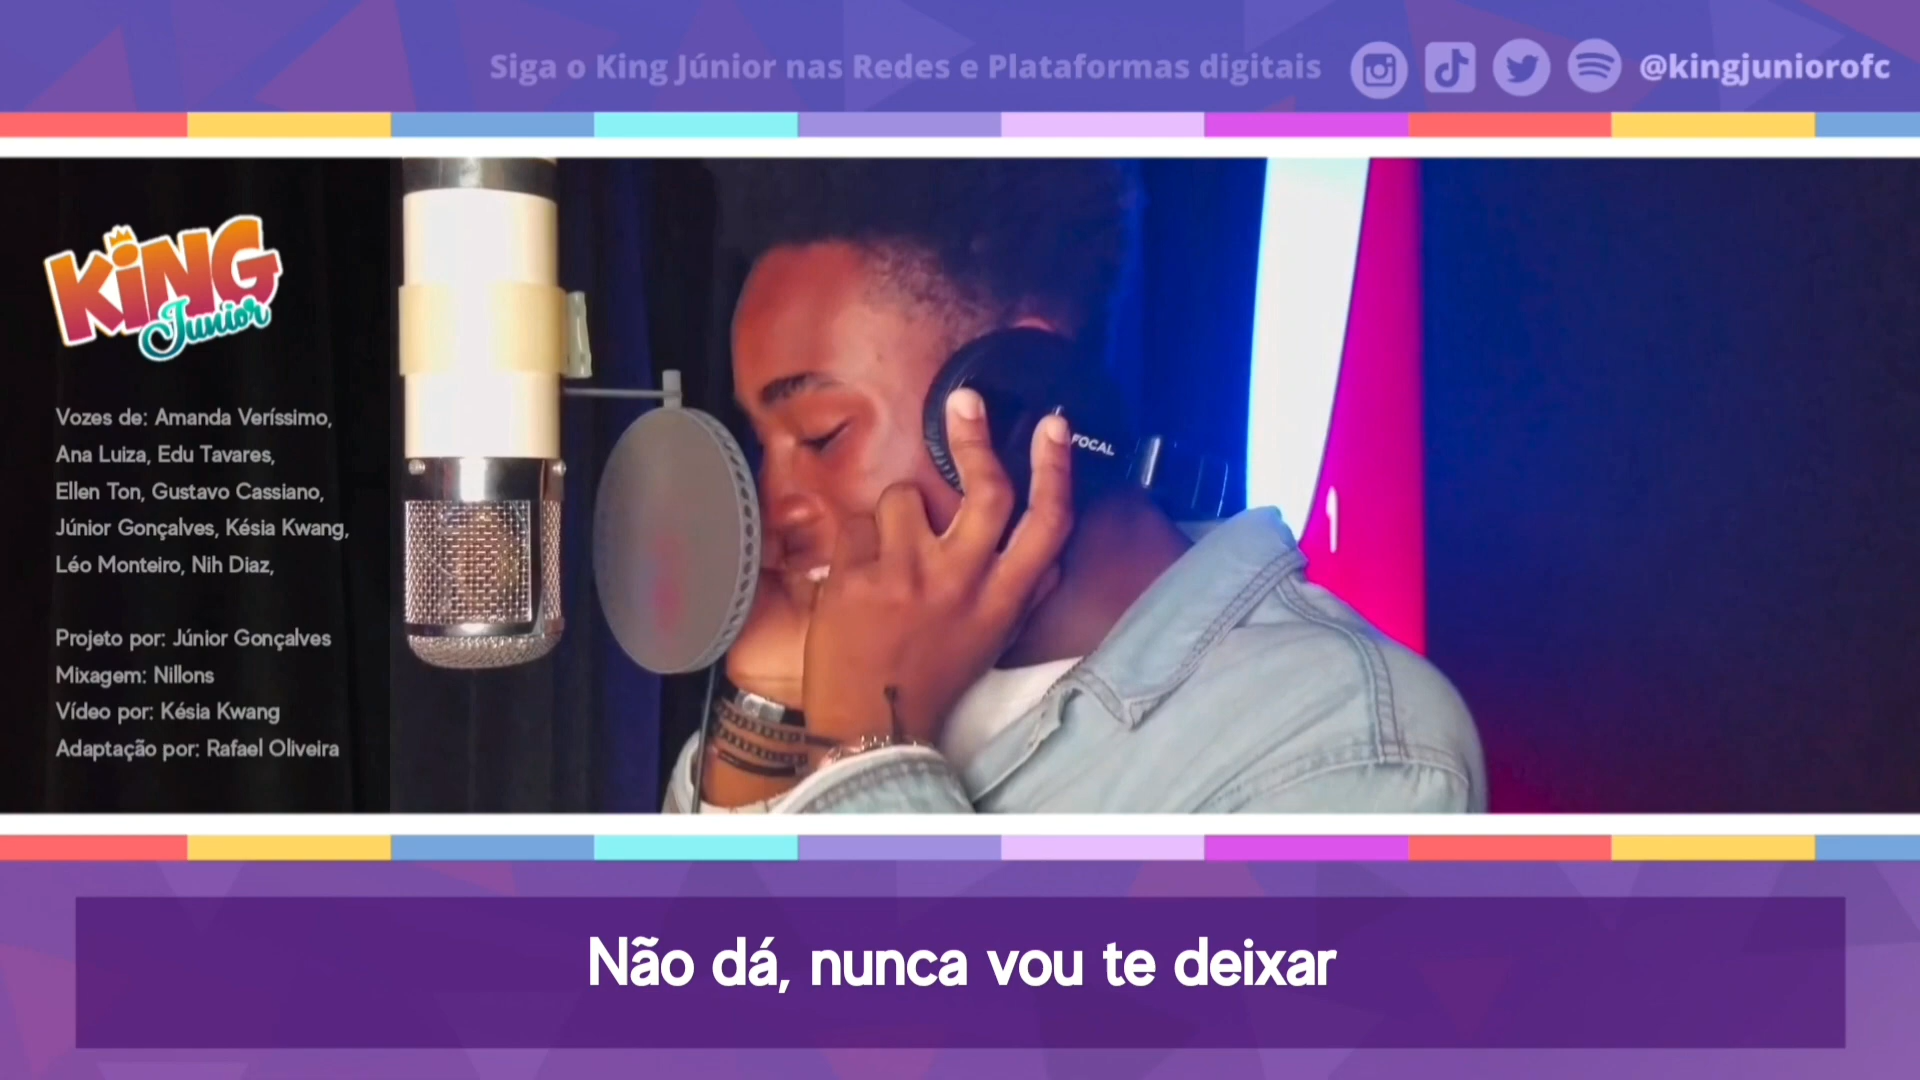 Siga o King Júnior nas Redes e Plataformas digitais @kingjuniorofc
KING
Junior
Vozes de: Amanda Veríssimo,
Ana Luiza, Edu Tavares,
Ellen Ton, Gustavo Cassiano,
Júnior Gonçalves, Késia Kwang,
Léo Monteiro, Nih Diaz,
Projeto por: Júnior Gonçalves
Mixagem: Nillons
Vídeo por: Késia Kwang
Adaptação por: Rafael Oliveira
FOCAL
Não dá, nunca vou te deixar